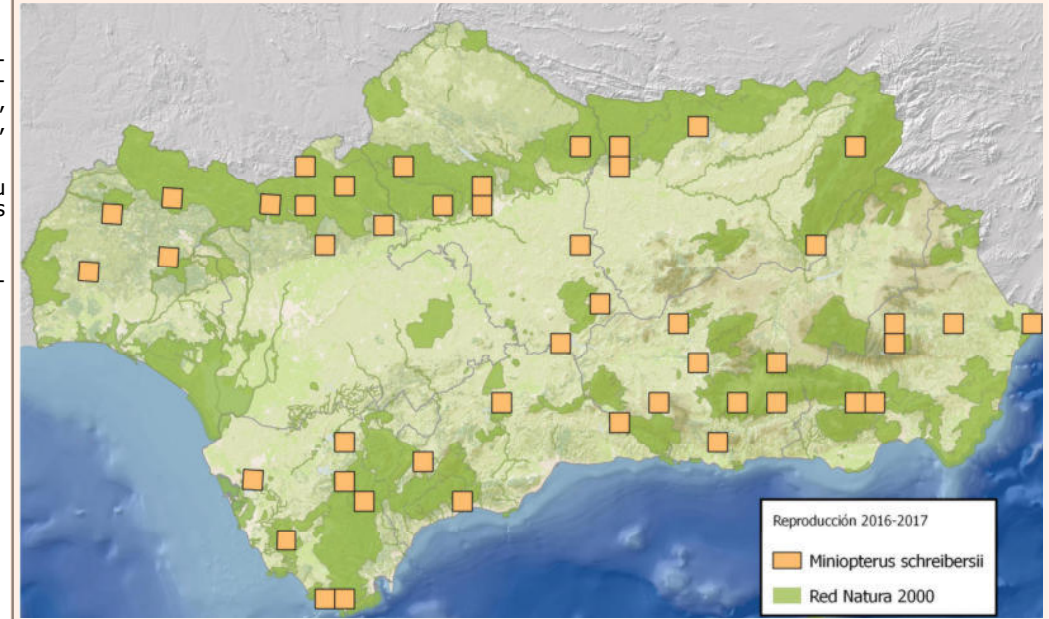 -
-
,
,
u
s
-
Reproducción 2016-2017
Miniopterus schreibersii
Red Natura 2000